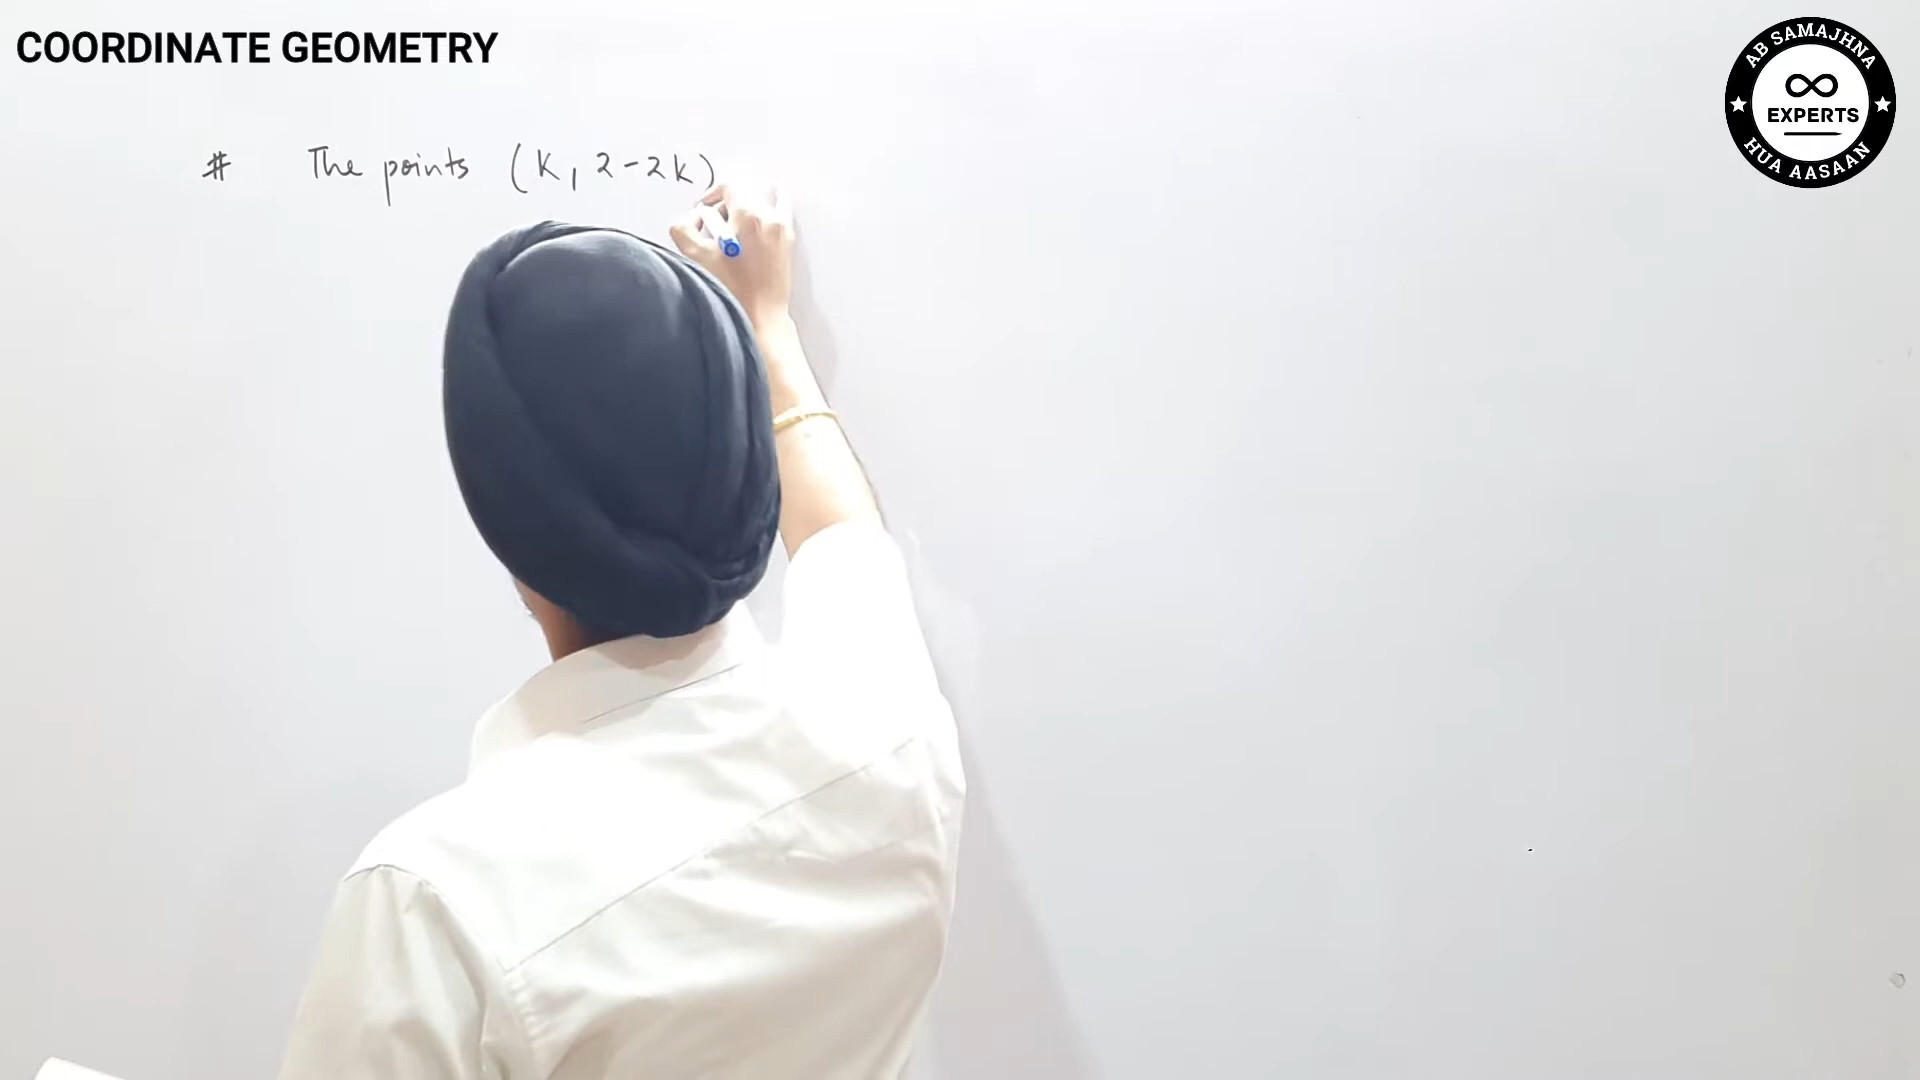 COORDINATE GEOMETRY
AB SAMAJHNA
EXPERTS
HUA AASAAN
# The points (K, 2-2K)